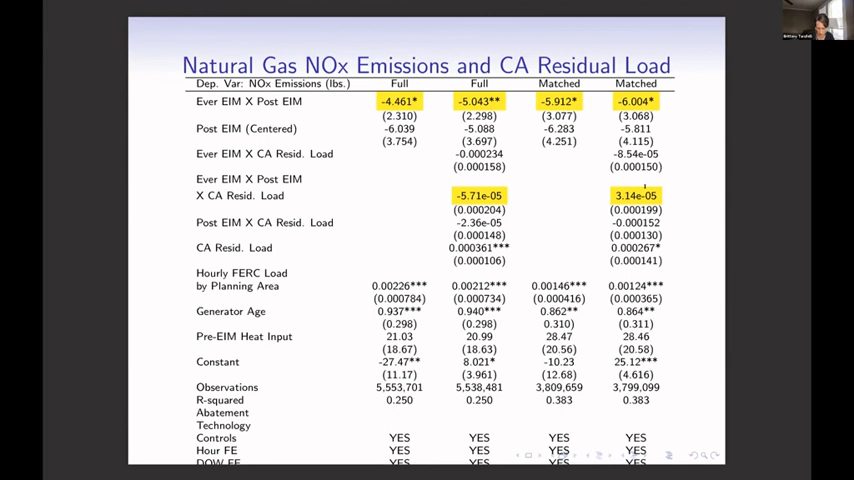 Natural Gas NOx Emissions and CA Residual Load
Dep. Var: NOx Emissions (lbs.) Full Full Matched Matched
Ever EIM X Post EIM -4.461* -5.043** -5.912* -6.004*
(2.310) (2.298) (3.077) (3.068)
Post EIM (Centered) -6.039 -5.088 -6.283 -5.811
(3.754) (3.697) (4.251) (4.115)
Ever EIM X CA Resid. Load -0.000234 -8.54e-05
(0.000158) (0.000150)
Ever EIM X Post EIM
X CA Resid. Load -5.71e-05 3.14e-05
(0.000204) (0.000199)
Post EIM X CA Resid. Load -2.36e-05 -0.000152
(0.000148) (0.000130)
CA Resid. Load 0.000361*** 0.000267*
(0.000106) (0.000141)
Hourly FERC Load
by Planning Area 0.00226*** 0.00212*** 0.00146*** 0.00124***
(0.000784) (0.000734) (0.000416) (0.000365)
Generator Age 0.937*** 0.940*** 0.862** 0.864**
(0.298) (0.298) 0.310) (0.311)
Pre-EIM Heat Input 21.03 20.99 28.47 28.46
(18.67) (18.63) (20.56) (20.58)
Constant -27.47** 8.021* -10.23 25.12***
(11.17) (3.961) (12.68) (4.616)
Observations 5,553,701 5,538,481 3,809,659 3,799,099
R-squared 0.250 0.250 0.383 0.383
Abatement
Technology
Controls YES YES YES YES
Hour FE YES YES YES YES
DOW FE YES YES YES YES